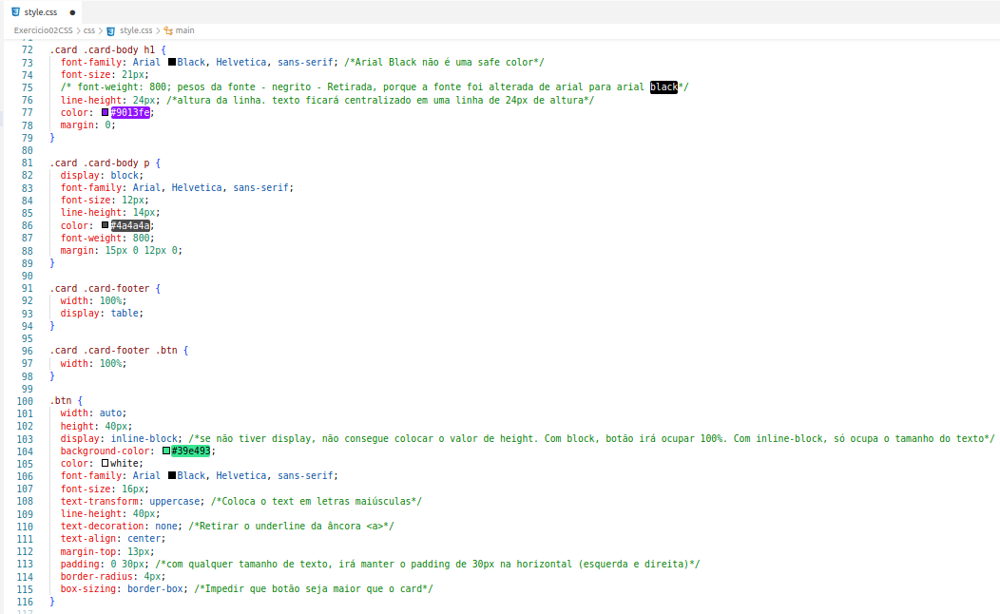 style.css ●
Exercicio02CSS > css > style.css > main
72 .card .card-body h1 {
73 font-family: Arial Black, Helvetica, sans-serif; /*Arial Black não é uma safe color*/
74 font-size: 21px;
75 /* font-weight: 800; pesos da fonte - negrito - Retirada, porque a fonte foi alterada de arial para arial black*/
76 line-height: 24px; /*altura da linha. texto ficará centralizado em uma linha de 24px de altura*/
77 color: #9013fe;
78 margin: 0;
79 }
80
81 .card .card-body p {
82 display: block;
83 font-family: Arial, Helvetica, sans-serif;
84 font-size: 12px;
85 line-height: 14px;
86 color: #4a4a4a;
87 font-weight: 800;
88 margin: 15px 0 12px 0;
89 }
90
91 .card .card-footer {
92 width: 100%;
93 display: table;
94 }
95
96 .card .card-footer .btn {
97 width: 100%;
98 }
99
100 .btn {
101 width: auto;
102 height: 40px;
103 display: inline-block; /*se não tiver display, não consegue colocar o valor de height. Com block, botão irá ocupar 100%. Com inline-block, só ocupa o tamanho do texto*/
104 background-color: #39e493;
105 color: white;
106 font-family: Arial Black, Helvetica, sans-serif;
107 font-size: 16px;
108 text-transform: uppercase; /*Coloca o text em letras maiúsculas*/
109 line-height: 40px;
110 text-decoration: none; /*Retirar o underline da âncora <a>*/
111 text-align: center;
112 margin-top: 13px;
113 padding: 0 30px; /*com qualquer tamanho de texto, irá manter o padding de 30px na horizontal (esquerda e direita)*/
114 border-radius: 4px;
115 box-sizing: border-box; /*Impedir que botão seja maior que o card*/
116 }